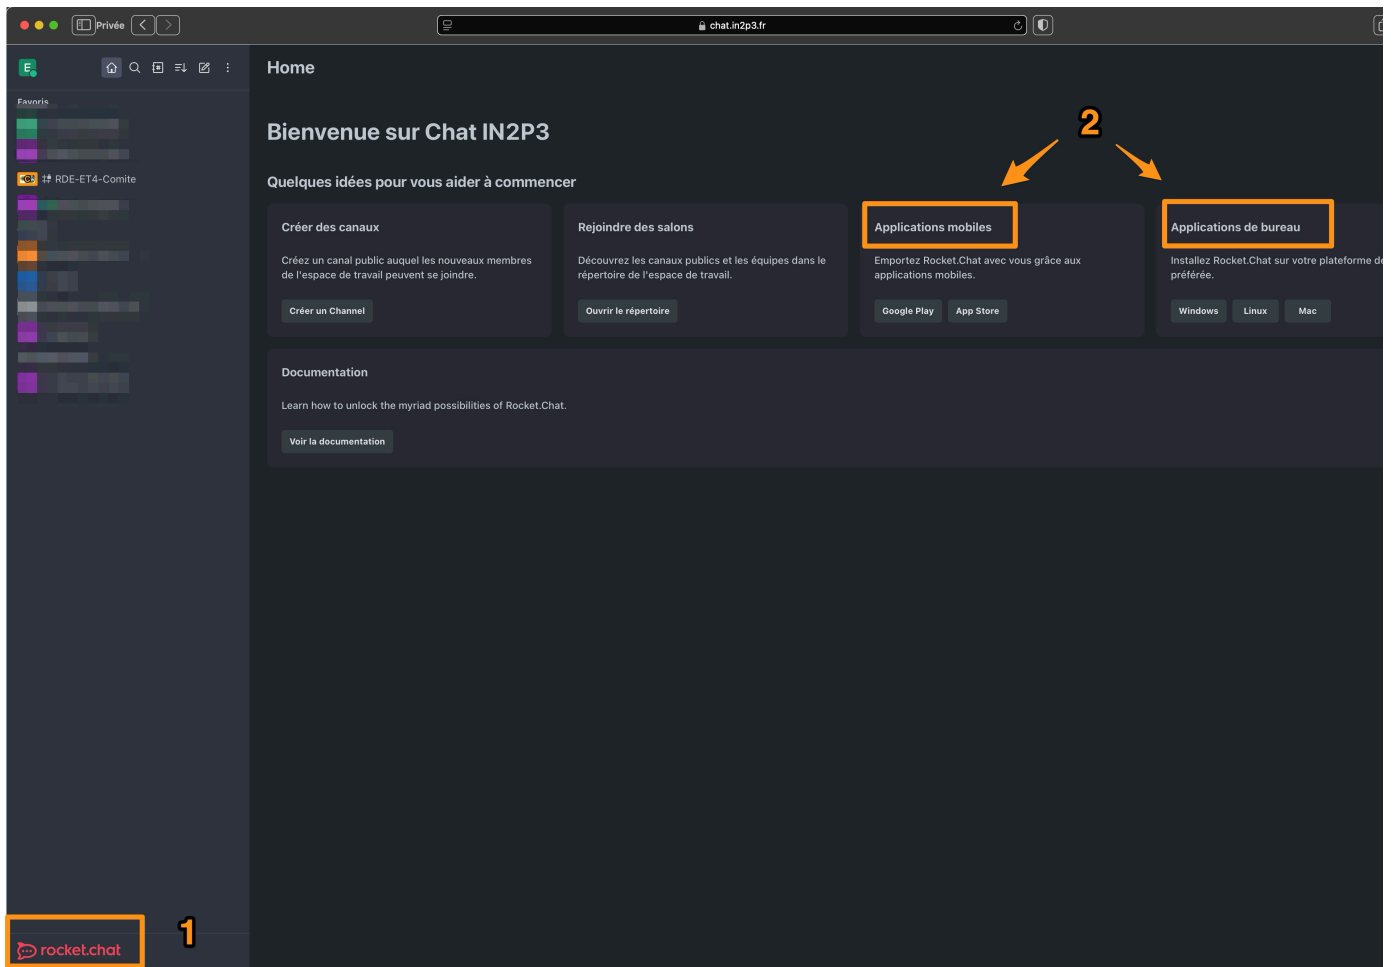 Privée
chat.in2p3.fr
E
Home
Favoris
Bienvenue sur Chat IN2P3
2
RDE-ET4-Comite
Quelques idées pour vous aider à commencer
Créer des canaux
Créez un canal public auquel les nouveaux membres
de l'espace de travail peuvent se joindre.
Créer un Channel
Rejoindre des salons
Découvrez les canaux publics et les équipes dans le
répertoire de l'espace de travail.
Ouvrir le répertoire
Applications mobiles
Emportez Rocket.Chat avec vous grâce aux
applications mobiles.
Google Play App Store
Applications de bureau
Installez Rocket.Chat sur votre plateforme de
préférée.
Windows Linux Mac
Documentation
Learn how to unlock the myriad possibilities of Rocket.Chat.
Voir la documentation
1
rocket.chat